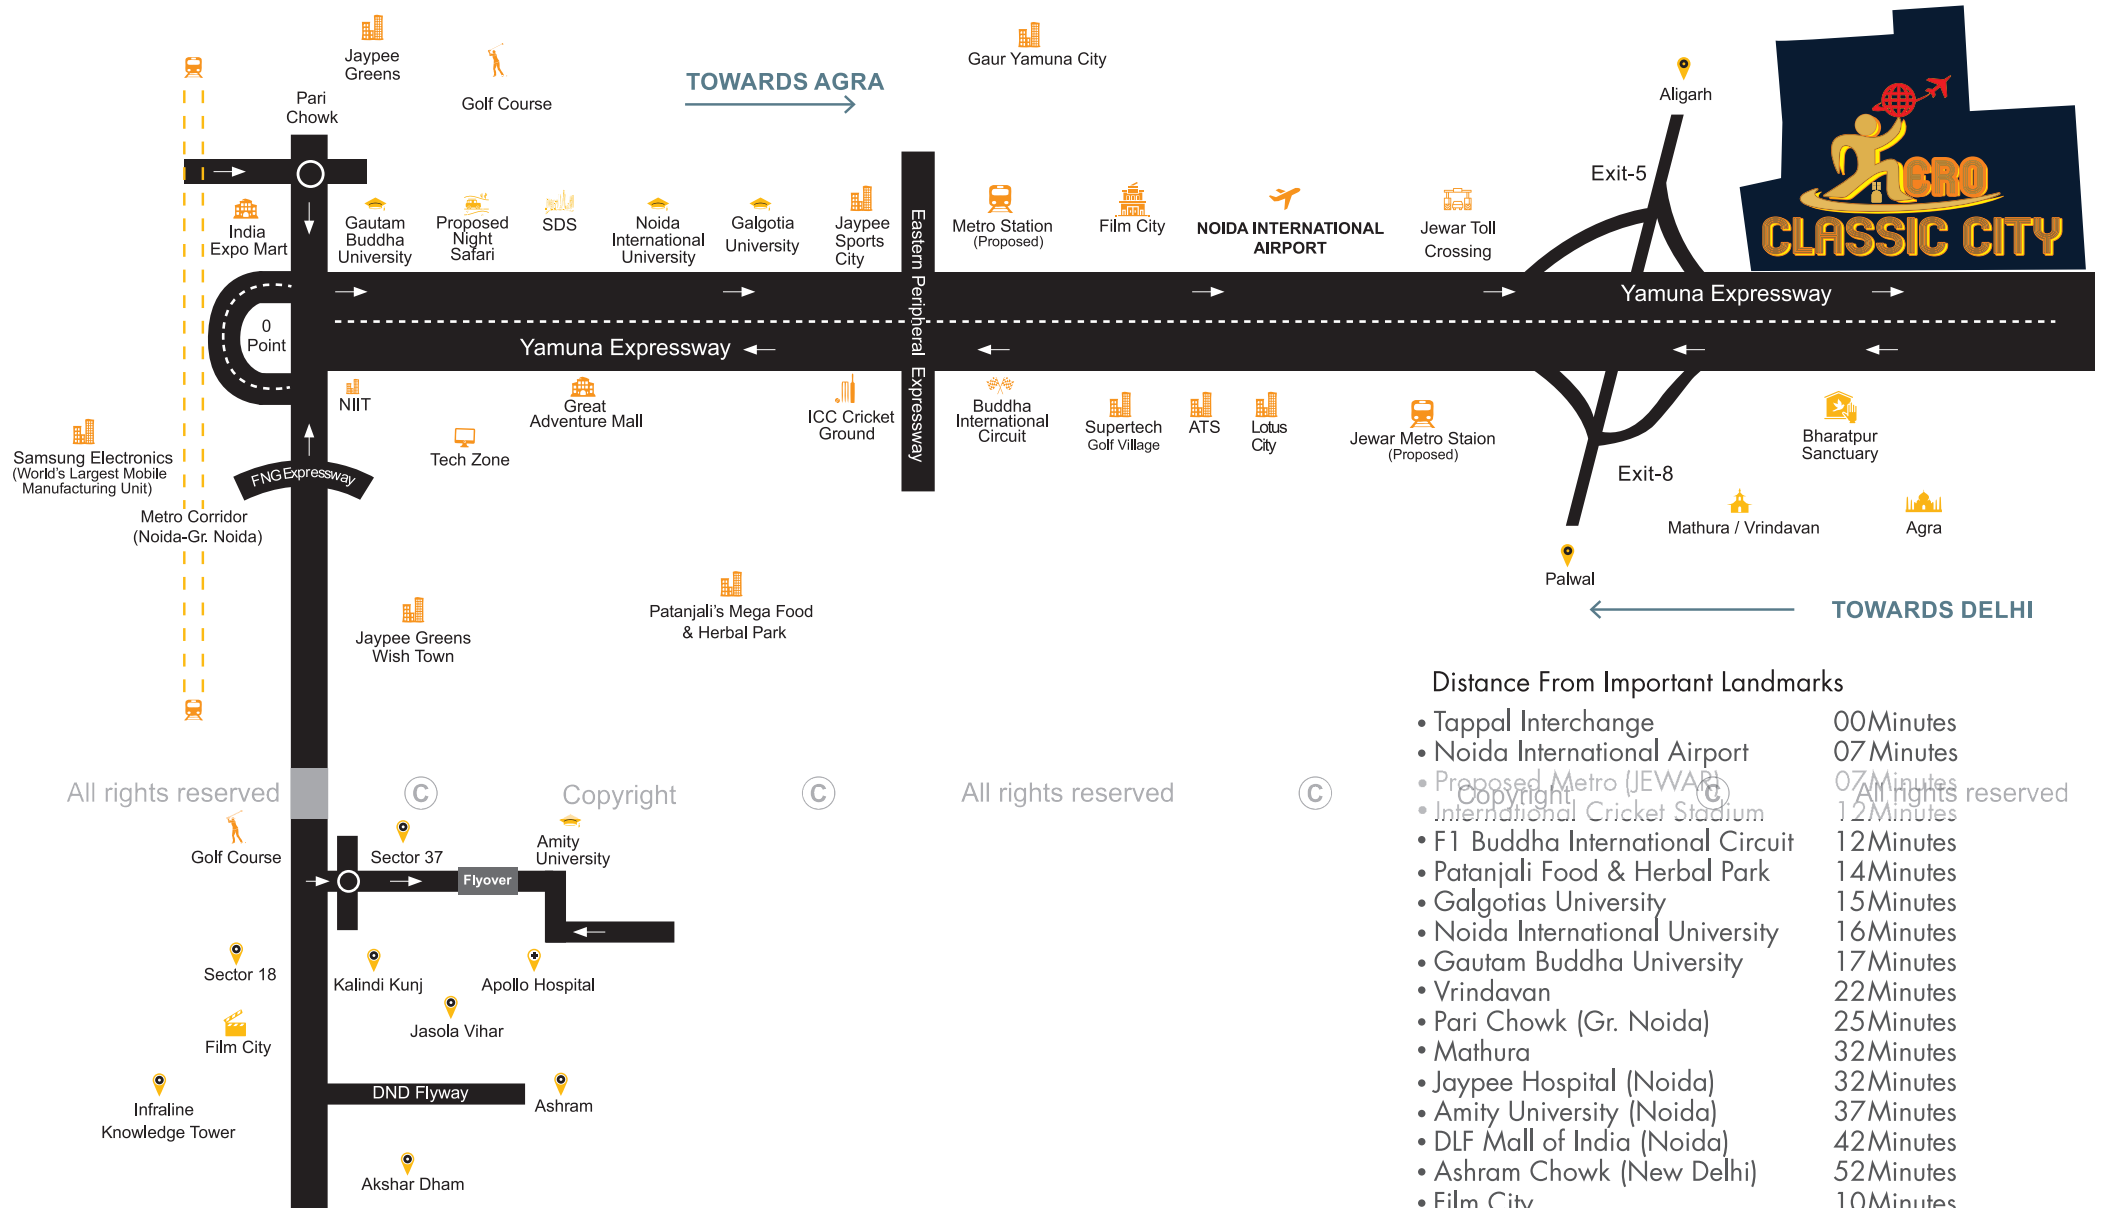 Jaypee
Greens
Golf Course
TOWARDS AGRA
Gaur Yamuna City
Aligarh
Pari
Chowk
Exit-5
ERO
CLASSIC CITY
India
Expo Mart
Gautam
Buddha
University
Proposed
Night
Safari
SDS
Noida
International
University
Galgotia
University
Jaypee
Sports
City
Eastern Peripheral Expressway
Metro Station
(Proposed)
Film City
NOIDA INTERNATIONAL
AIRPORT
Jewar Toll
Crossing
Yamuna Expressway
0
Point
Yamuna Expressway
NIIT
Great
Adventure Mall
Tech Zone
ICC Cricket
Ground
Buddha
International
Circuit
Supertech
Golf Village
ATS
Lotus
City
Jewar Metro Staion
(Proposed)
Bharatpur
Sanctuary
Exit-8
Mathura / Vrindavan
Agra
Palwal
TOWARDS DELHI
Samsung Electronics
(World's Largest Mobile
Manufacturing Unit)
FNG Expressway
Metro Corridor
(Noida-Gr. Noida)
Jaypee Greens
Wish Town
Patanjali's Mega Food
& Herbal Park
All rights reserved © Copyright © All rights reserved © Copyright © All rights reserved
Golf Course
Sector 37
Amity
University
Flyover
Sector 18
Kalindi Kunj
Apollo Hospital
Jasola Vihar
Film City
Infraline
Knowledge Tower
DND Flyway
Ashram
Akshar Dham
Distance From Important Landmarks
• Tappal Interchange 00Minutes
• Noida International Airport 07Minutes
• Proposed Metro (JEWAR) 07Minutes
• International Cricket Stadium 12Minutes
• F1 Buddha International Circuit 12Minutes
• Patanjali Food & Herbal Park 14Minutes
• Galgotias University 15Minutes
• Noida International University 16Minutes
• Gautam Buddha University 17Minutes
• Vrindavan 22Minutes
• Pari Chowk (Gr. Noida) 25Minutes
• Mathura 32Minutes
• Jaypee Hospital (Noida) 32Minutes
• Amity University (Noida) 37Minutes
• DLF Mall of India (Noida) 42Minutes
• Ashram Chowk (New Delhi) 52Minutes
• Film City 10Minutes